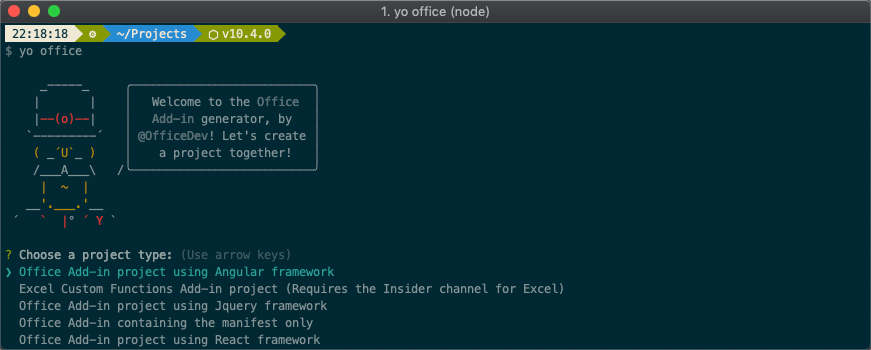 1. yo office (node)
22:18:18 ⚙ ~/Projects ⬡ v10.4.0
$ yo office
Welcome to the Office
Add-in generator, by
@OfficeDev! Let's create
a project together!
? Choose a project type: (Use arrow keys)
❯ Office Add-in project using Angular framework
Excel Custom Functions Add-in project (Requires the Insider channel for Excel)
Office Add-in project using Jquery framework
Office Add-in containing the manifest only
Office Add-in project using React framework